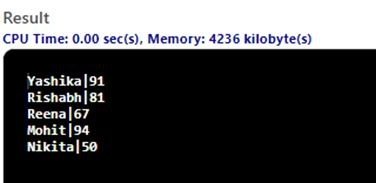 Result
CPU Time: 0.00 sec(s), Memory: 4236 kilobyte(s)
Yashika|91
Rishabh|81
Reena|67
Mohit|94
Nikita|50